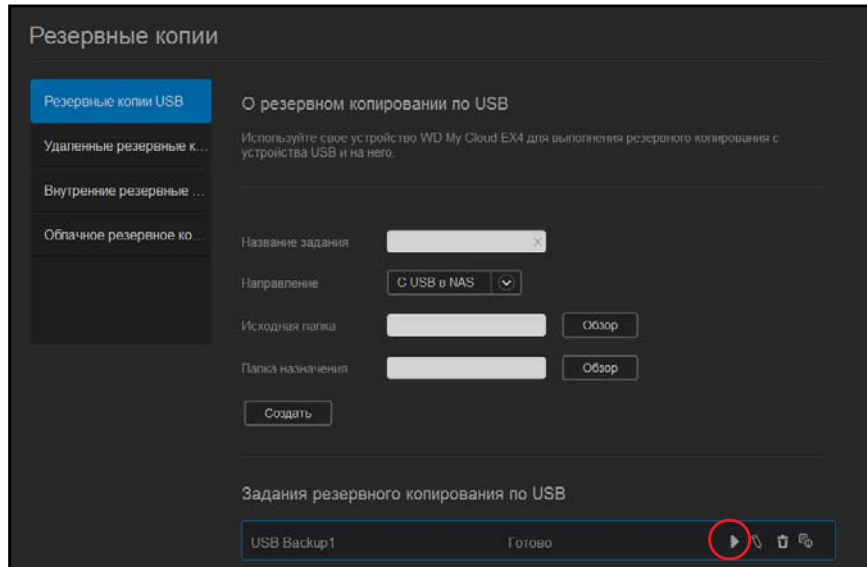 Резервные копии
Резервные копии USB
Удаленные резервные к...
Внутренние резервные ...
Облачное резервное ко...
О резервном копировании по USB
Используйте свое устройство WD My Cloud EX4 для выполнения резервного копирования с
устройства USB и на него.
Название задания
Направление
С USB в NAS
Исходная папка
Обзор
Папка назначения
Обзор
Создать
Задания резервного копирования по USB
USB Backup1
Готово